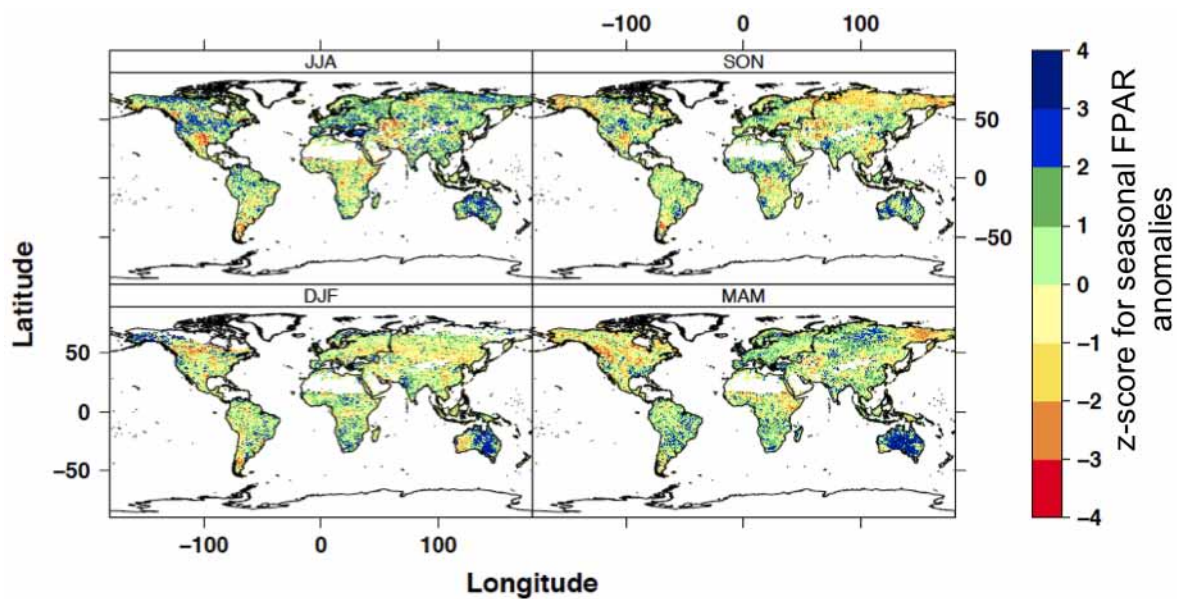 −100 0 100
JJA SON
50
0
−50
DJF MAM
50
0
−50
−100 0 100
Latitude
Longitude
4
3
2
1
0
−1
−2
−3
−4
z-score for seasonal FPAR
anomalies